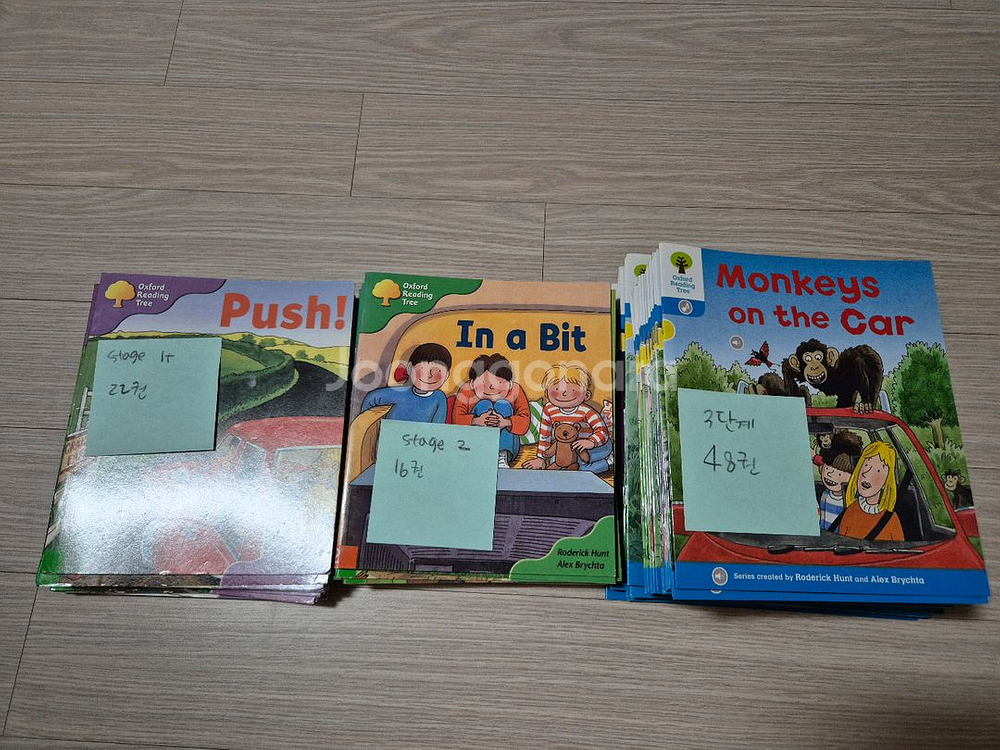 Oxford
Reading
Tree
Push!
stage 1+
22권
Oxford
Reading
Tree
In a Bit
stage 2
16권
Roderick Hunt
Alex Brychta
Oxford
Reading
Tree
Monkeys
on the Car
3단계
48권
Series created by Roderick Hunt and Alex Brychta
Joonggonara